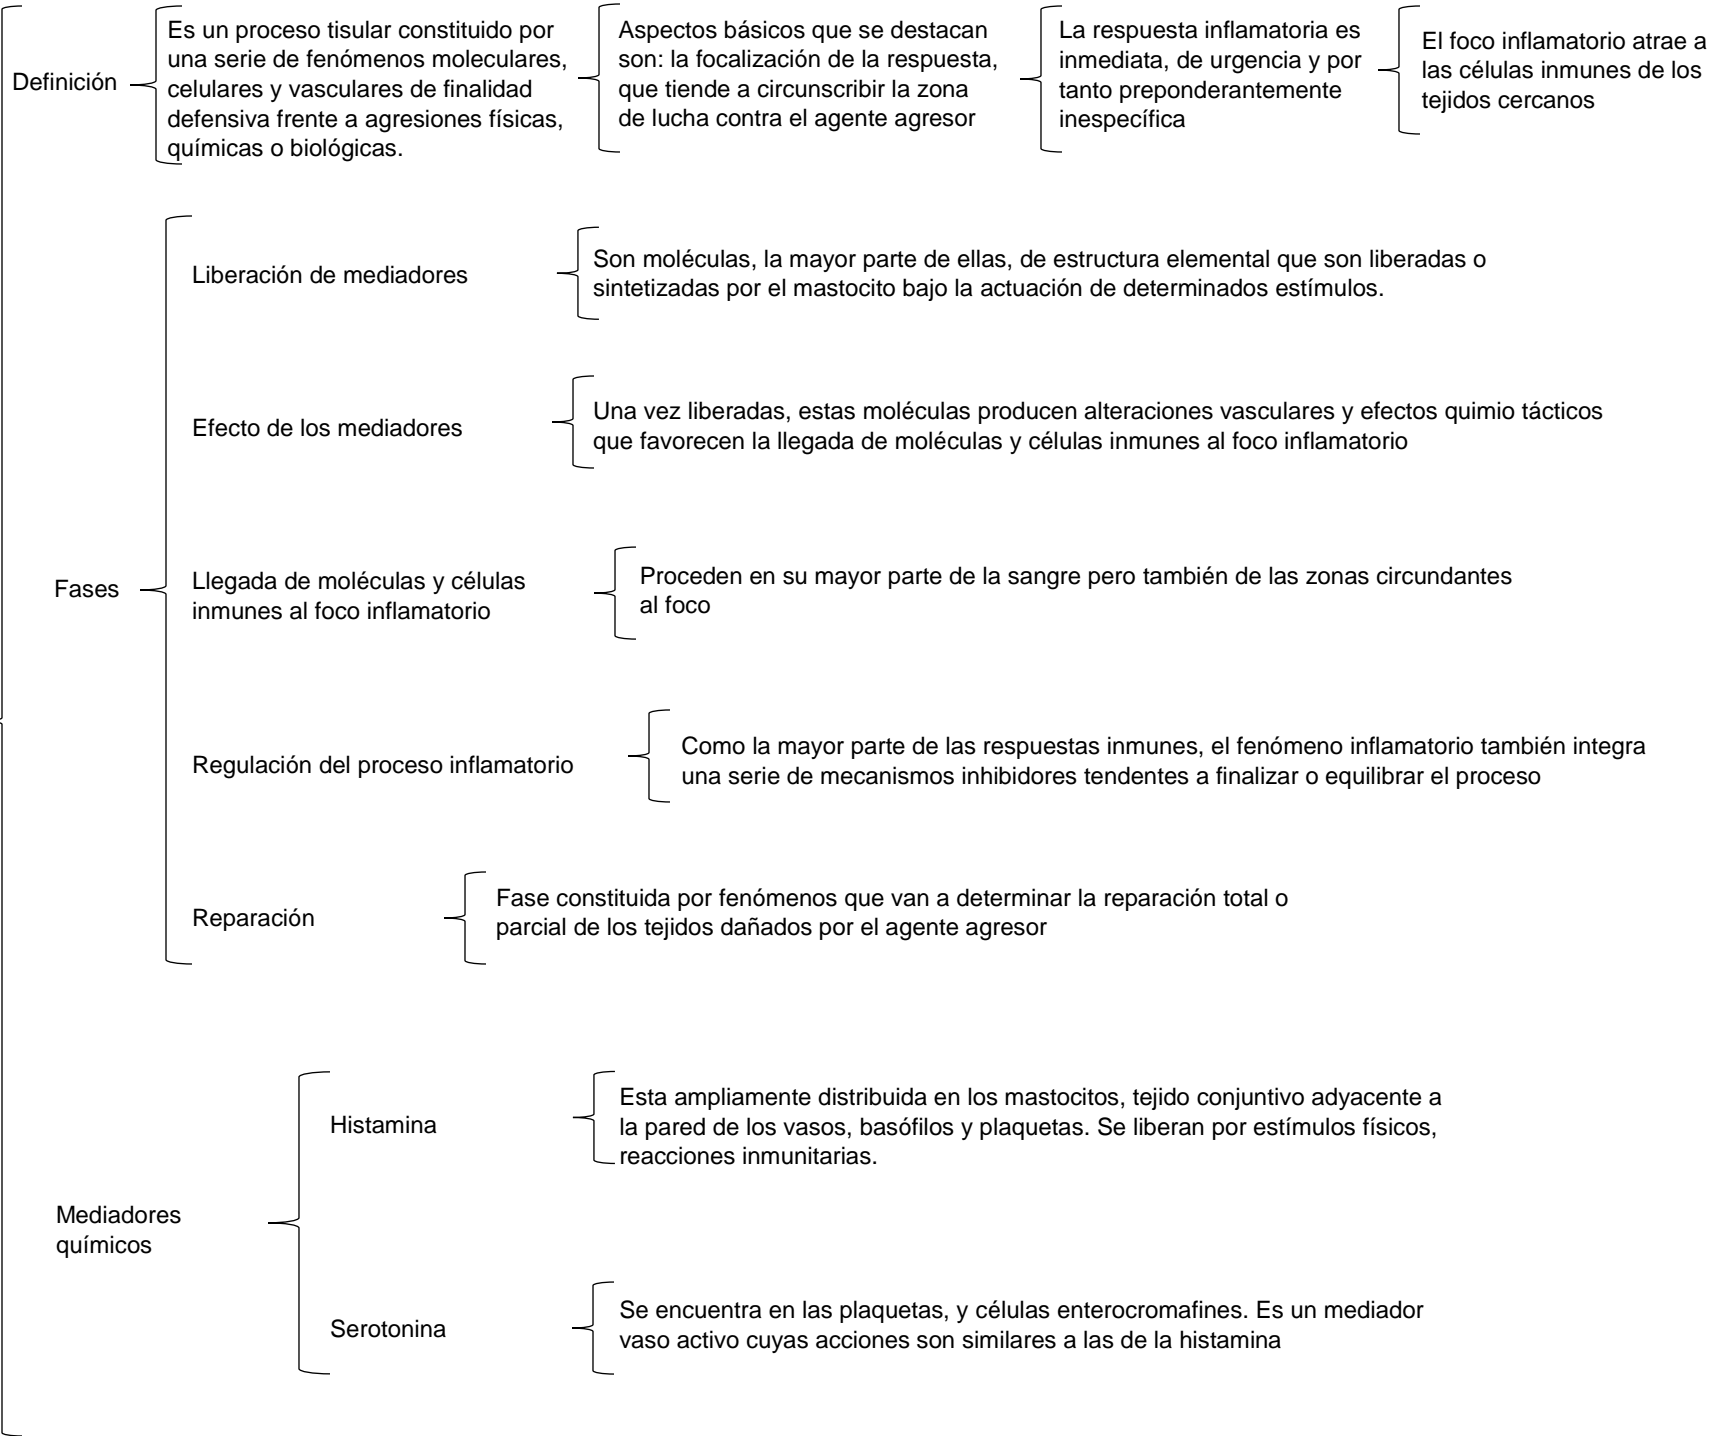 Definición
Es un proceso tisular constituido por
una serie de fenómenos moleculares,
celulares y vasculares de finalidad
defensiva frente a agresiones físicas,
químicas o biológicas.
Aspectos básicos que se destacan
son: la focalización de la respuesta,
que tiende a circunscribir la zona
de lucha contra el agente agresor
La respuesta inflamatoria es
inmediata, de urgencia y por
tanto preponderantemente
inespecífica
El foco inflamatorio atrae a
las células inmunes de los
tejidos cercanos
Fases
Liberación de mediadores
Son moléculas, la mayor parte de ellas, de estructura elemental que son liberadas o
sintetizadas por el mastocito bajo la actuación de determinados estímulos.
Efecto de los mediadores
Una vez liberadas, estas moléculas producen alteraciones vasculares y efectos quimio tácticos
que favorecen la llegada de moléculas y células inmunes al foco inflamatorio
Llegada de moléculas y células
inmunes al foco inflamatorio
Proceden en su mayor parte de la sangre pero también de las zonas circundantes
al foco
Regulación del proceso inflamatorio
Como la mayor parte de las respuestas inmunes, el fenómeno inflamatorio también integra
una serie de mecanismos inhibidores tendentes a finalizar o equilibrar el proceso
Reparación
Fase constituida por fenómenos que van a determinar la reparación total o
parcial de los tejidos dañados por el agente agresor
Mediadores
químicos
Histamina
Esta ampliamente distribuida en los mastocitos, tejido conjuntivo adyacente a
la pared de los vasos, basófilos y plaquetas. Se liberan por estímulos físicos,
reacciones inmunitarias.
Serotonina
Se encuentra en las plaquetas, y células enterocromafines. Es un mediador
vaso activo cuyas acciones son similares a las de la histamina